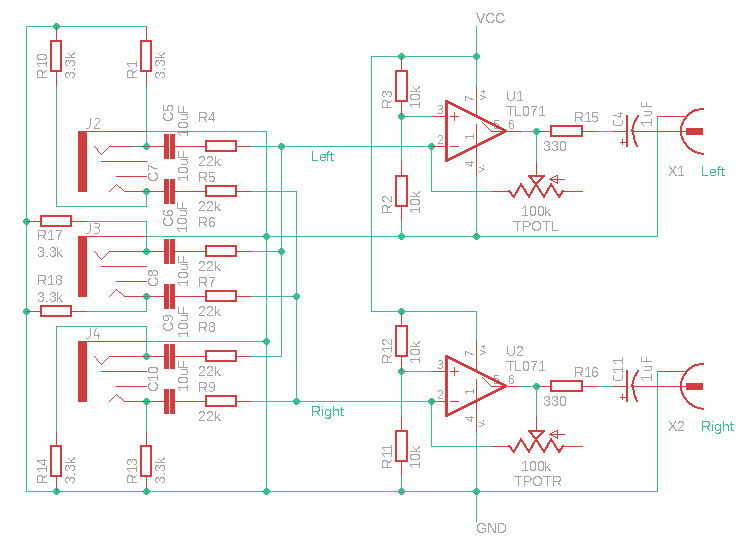 VCC
R10
3.3k
R1
3.3k
J2
C5
10uF
R4
22k
C7
10uF
R5
22k
C6
10uF
R6
22k
Left
R3
10k
R2
10k
U1
TL071
3
2
7
V+
1
5
6
4
V-
R15
330
C4
1uF
+
100k
TPOTL
X1
Left
R17
3.3k
R18
3.3k
J3
C8
10uF
R7
22k
C9
10uF
R8
22k
J4
C10
10uF
R9
22k
Right
R14
3.3k
R13
3.3k
R12
10k
R11
10k
U2
TL071
3
2
7
V+
1
5
6
4
V-
R16
330
C11
1uF
+
100k
TPOTR
X2
Right
GND